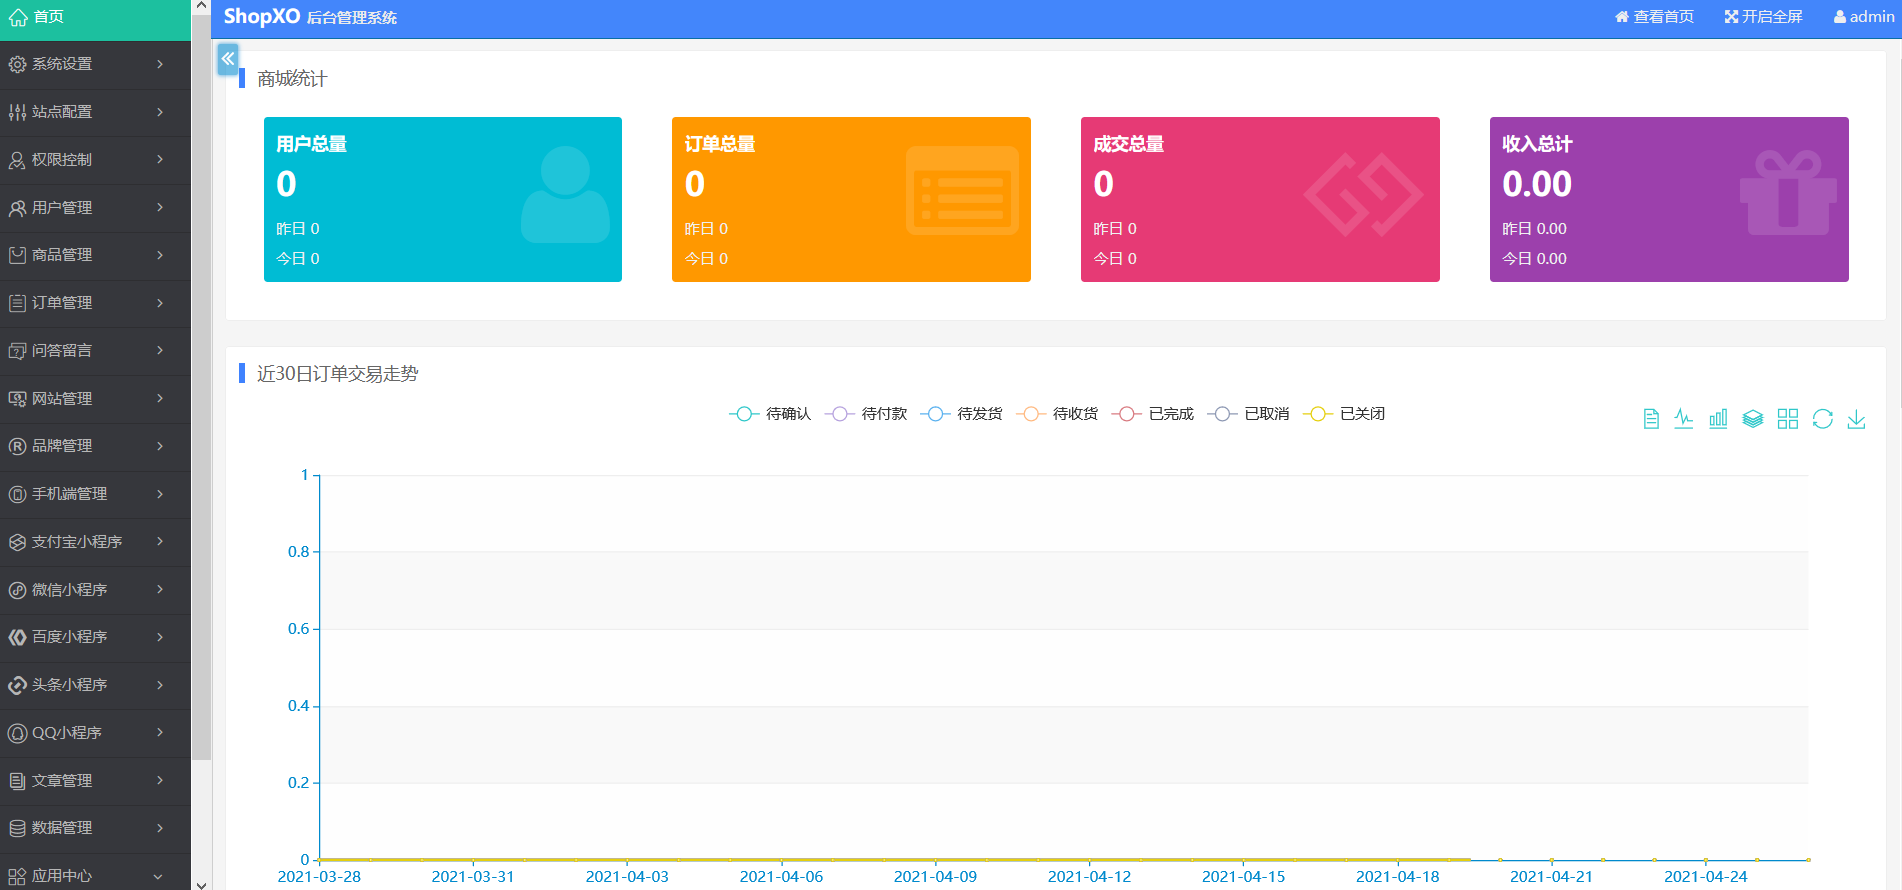 首页
系统设置
站点配置
权限控制
用户管理
商品管理
订单管理
问答留言
网站管理
品牌管理
手机端管理
支付宝小程序
微信小程序
百度小程序
头条小程序
QQ小程序
文章管理
数据管理
应用中心
ShopXO 后台管理系统
查看首页 开启全屏 admin
商城统计
用户总量
0
昨日 0
今日 0
订单总量
0
昨日 0
今日 0
成交总量
0
昨日 0
今日 0
收入总计
0.00
昨日 0.00
今日 0.00
近30日订单交易走势
待确认 待付款 待发货 待收货 已完成 已取消 已关闭
1
0.8
0.6
0.4
0.2
0
2021-03-28 2021-03-31 2021-04-03 2021-04-06 2021-04-09 2021-04-12 2021-04-15 2021-04-18 2021-04-21 2021-04-24